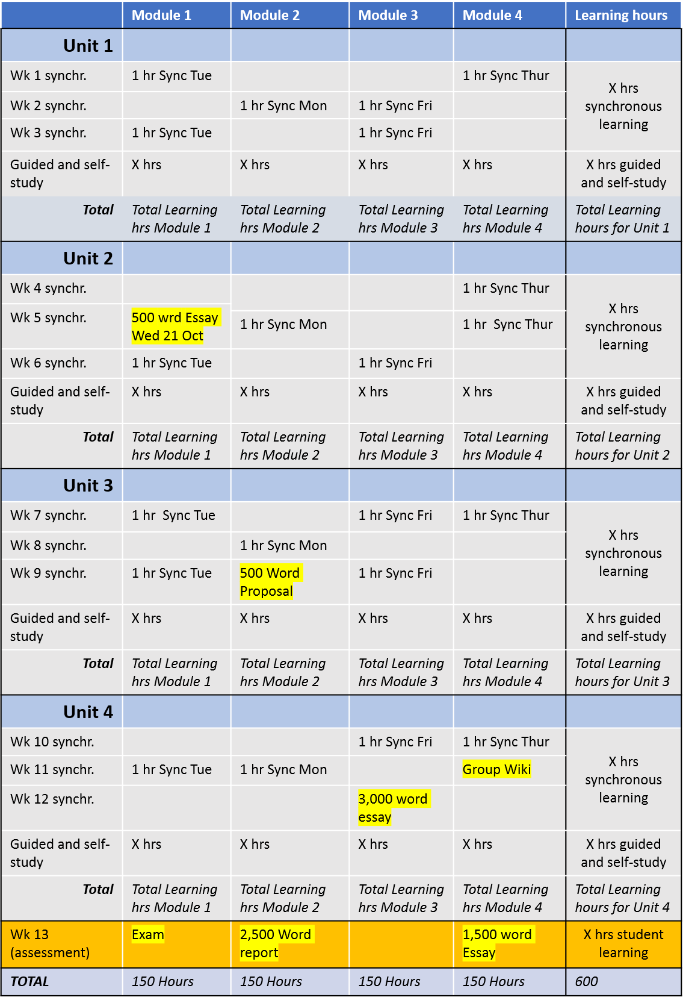 Module 1 Module 2 Module 3 Module 4 Learning hours
Unit 1
Wk 1 synchr. 1 hr Sync Tue 1 hr Sync Thur
X hrs
synchronous
learning
Wk 2 synchr. 1 hr Sync Mon 1 hr Sync Fri
Wk 3 synchr. 1 hr Sync Tue 1 hr Sync Fri
Guided and self- X hrs X hrs X hrs X hrs X hrs guided
study and self-study
Total Total Learning Total Learning Total Learning Total Learning Total Learning
hrs Module 1 hrs Module 2 hrs Module 3 hrs Module 4 hours for Unit 1
Unit 2
Wk 4 synchr. 1 hr Sync Thur
X hrs
synchronous
learning
Wk 5 synchr. 500 wrd Essay
Wed 21 Oct
1 hr Sync Mon 1 hr  Sync Thur
Wk 6 synchr. 1 hr Sync Tue 1 hr Sync Fri
Guided and self- X hrs X hrs X hrs X hrs X hrs guided
study and self-study
Total Total Learning Total Learning Total Learning Total Learning Total Learning
hrs Module 1 hrs Module 2 hrs Module 3 hrs Module 4 hours for Unit 2
Unit 3
Wk 7 synchr. 1 hr  Sync Tue 1 hr Sync Fri 1 hr Sync Thur
X hrs
synchronous
learning
Wk 8 synchr. 1 hr Sync Mon
Wk 9 synchr. 1 hr Sync Tue 500 Word 1 hr Sync Fri
Proposal
Guided and self- X hrs X hrs X hrs X hrs X hrs guided
study and self-study
Total Total Learning Total Learning Total Learning Total Learning Total Learning
hrs Module 1 hrs Module 2 hrs Module 3 hrs Module 4 hours for Unit 3
Unit 4
Wk 10 synchr. 1 hr Sync Fri 1 hr Sync Thur
X hrs
synchronous
learning
Wk 11 synchr. 1 hr Sync Tue 1 hr Sync Mon Group Wiki
Wk 12 synchr. 3,000 word
essay
Guided and self- X hrs X hrs X hrs X hrs X hrs guided
study and self-study
Total Total Learning Total Learning Total Learning Total Learning Total Learning
hrs Module 1 hrs Module 2 hrs Module 3 hrs Module 4 hours for Unit 4
Wk 13 Exam 2,500 Word 1,500 word X hrs student
(assessment) report Essay learning
TOTAL 150 Hours 150 Hours 150 Hours 150 Hours 600